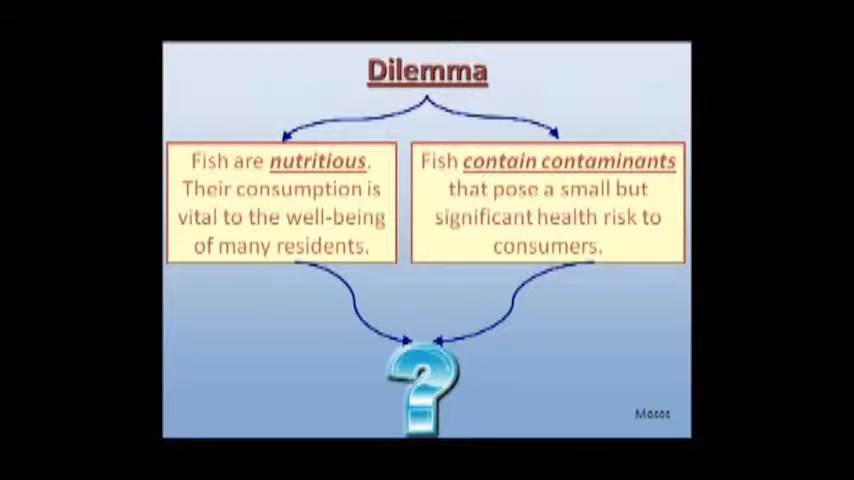 Dilemma
Fish are nutritious.
Their consumption is
vital to the well-being
of many residents.
Fish contain contaminants
that pose a small but
significant health risk to
consumers.
?